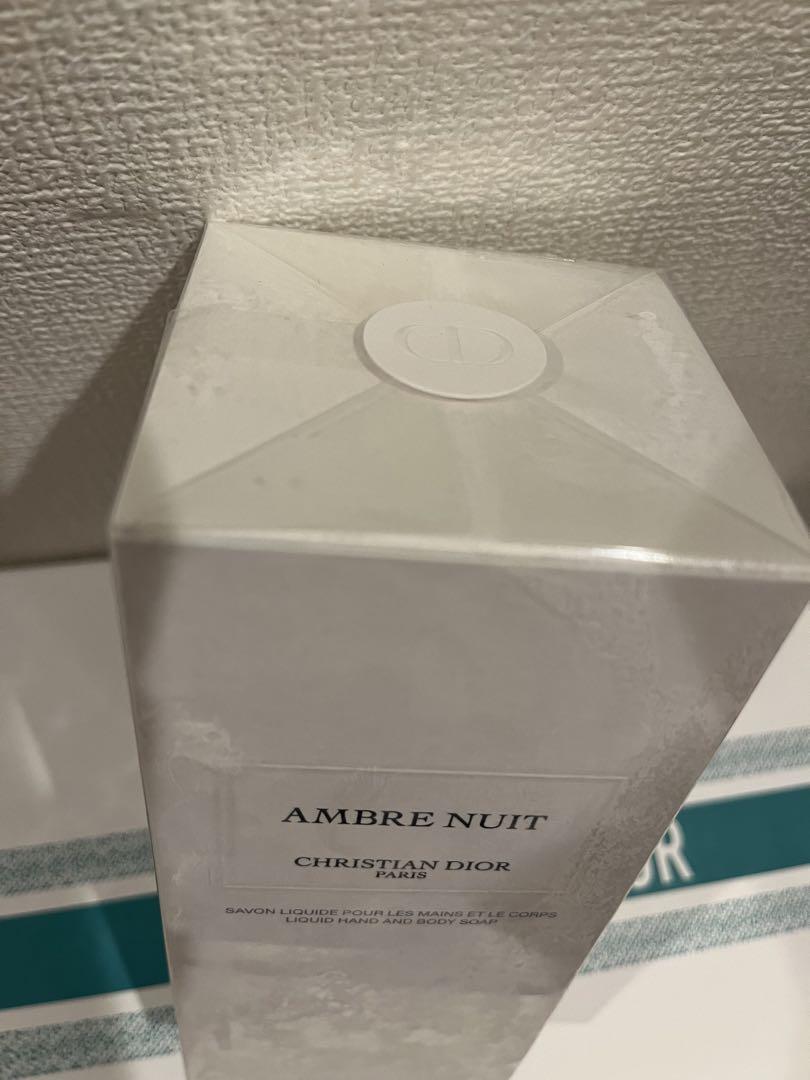 AMBRE NUIT
CHRISTIAN DIOR
PARIS
SAVON LIQUIDE POUR LES MAINS ET LE CORPS
LIQUID HAND AND BODY SOAP